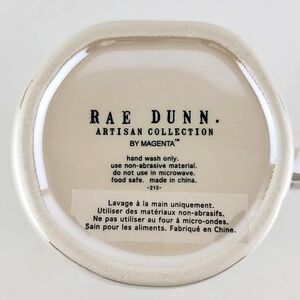 RAE DUNN.
ARTISAN COLLECTION
BY MAGENTA™
hand wash only.
use non-abrasive material.
do not use in microwave.
food safe. made in china.
-213-
Lavage à la main uniquement.
Utiliser des matériaux non-abrasifs.
Ne pas utiliser au four à micro-ondes.
Sain pour les aliments. Fabriqué en Chine.